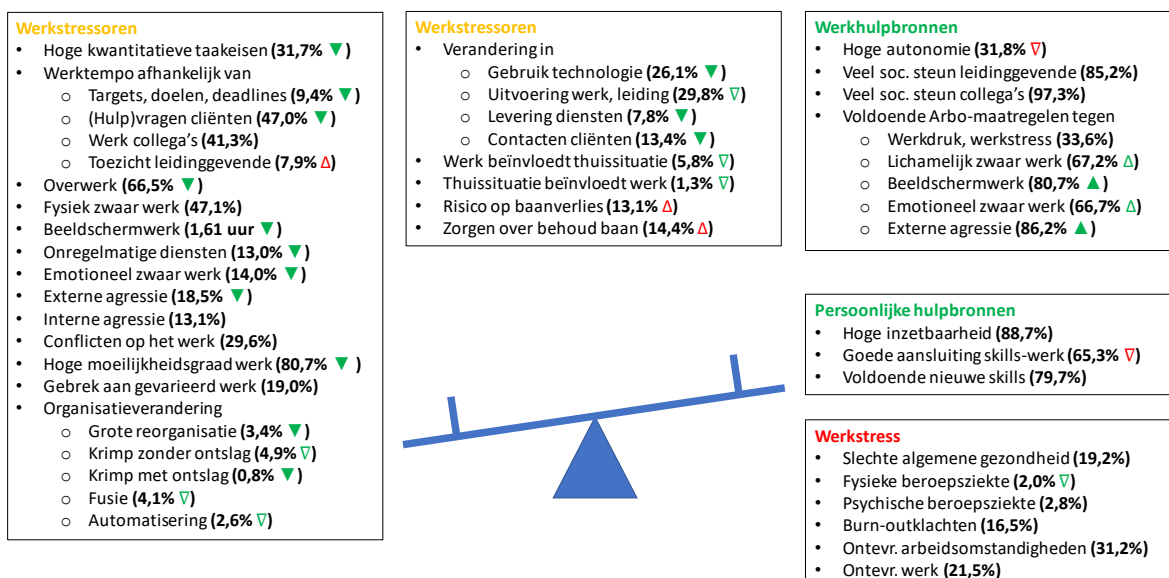 Werkstressoren
• Hoge kwantitatieve taakeisen (31,7% ▼)
• Werktempo afhankelijk van
o Targets, doelen, deadlines (9,4% ▼)
o (Hulp)vragen cliënten (47,0% ▼)
o Werk collega's (41,3%)
o Toezicht leidinggevende (7,9% Δ)
• Overwerk (66,5% ▼)
• Fysiek zwaar werk (47,1%)
• Beeldschermwerk (1,61 uur ▼)
• Onregelmatige diensten (13,0% ▼)
• Emotioneel zwaar werk (14,0% ▼)
• Externe agressie (18,5% ▼)
• Interne agressie (13,1%)
• Conflicten op het werk (29,6%)
• Hoge moeilijkheidsgraad werk (80,7% ▼ )
• Gebrek aan gevarieerd werk (19,0%)
• Organisatieverandering
o Grote reorganisatie (3,4% ▼)
o Krimp zonder ontslag (4,9% ∇)
o Krimp met ontslag (0,8% ▼)
o Fusie (4,1% ∇)
o Automatisering (2,6% ∇)
Werkstressoren
• Verandering in
o Gebruik technologie (26,1% ▼)
o Uitvoering werk, leiding (29,8% ∇)
o Levering diensten (7,8% ▼)
o Contacten cliënten (13,4% ▼)
• Werk beïnvloedt thuissituatie (5,8% ∇)
• Thuissituatie beïnvloedt werk (1,3% ∇)
• Risico op baanverlies (13,1% Δ)
• Zorgen over behoud baan (14,4% Δ)
Werkhulpbronnen
• Hoge autonomie (31,8% ∇)
• Veel soc. steun leidinggevende (85,2%)
• Veel soc. steun collega's (97,3%)
• Voldoende Arbo-maatregelen tegen
o Werkdruk, werkstress (33,6%)
o Lichamelijk zwaar werk (67,2% Δ)
o Beeldschermwerk (80,7% ▲)
o Emotioneel zwaar werk (66,7% Δ)
o Externe agressie (86,2% ▲)
Persoonlijke hulpbronnen
• Hoge inzetbaarheid (88,7%)
• Goede aansluiting skills-werk (65,3% ∇)
• Voldoende nieuwe skills (79,7%)
Werkstress
• Slechte algemene gezondheid (19,2%)
• Fysieke beroepsziekte (2,0% ∇)
• Psychische beroepsziekte (2,8%)
• Burn-outklachten (16,5%)
• Ontevr. arbeidsomstandigheden (31,2%)
• Ontevr. werk (21,5%)